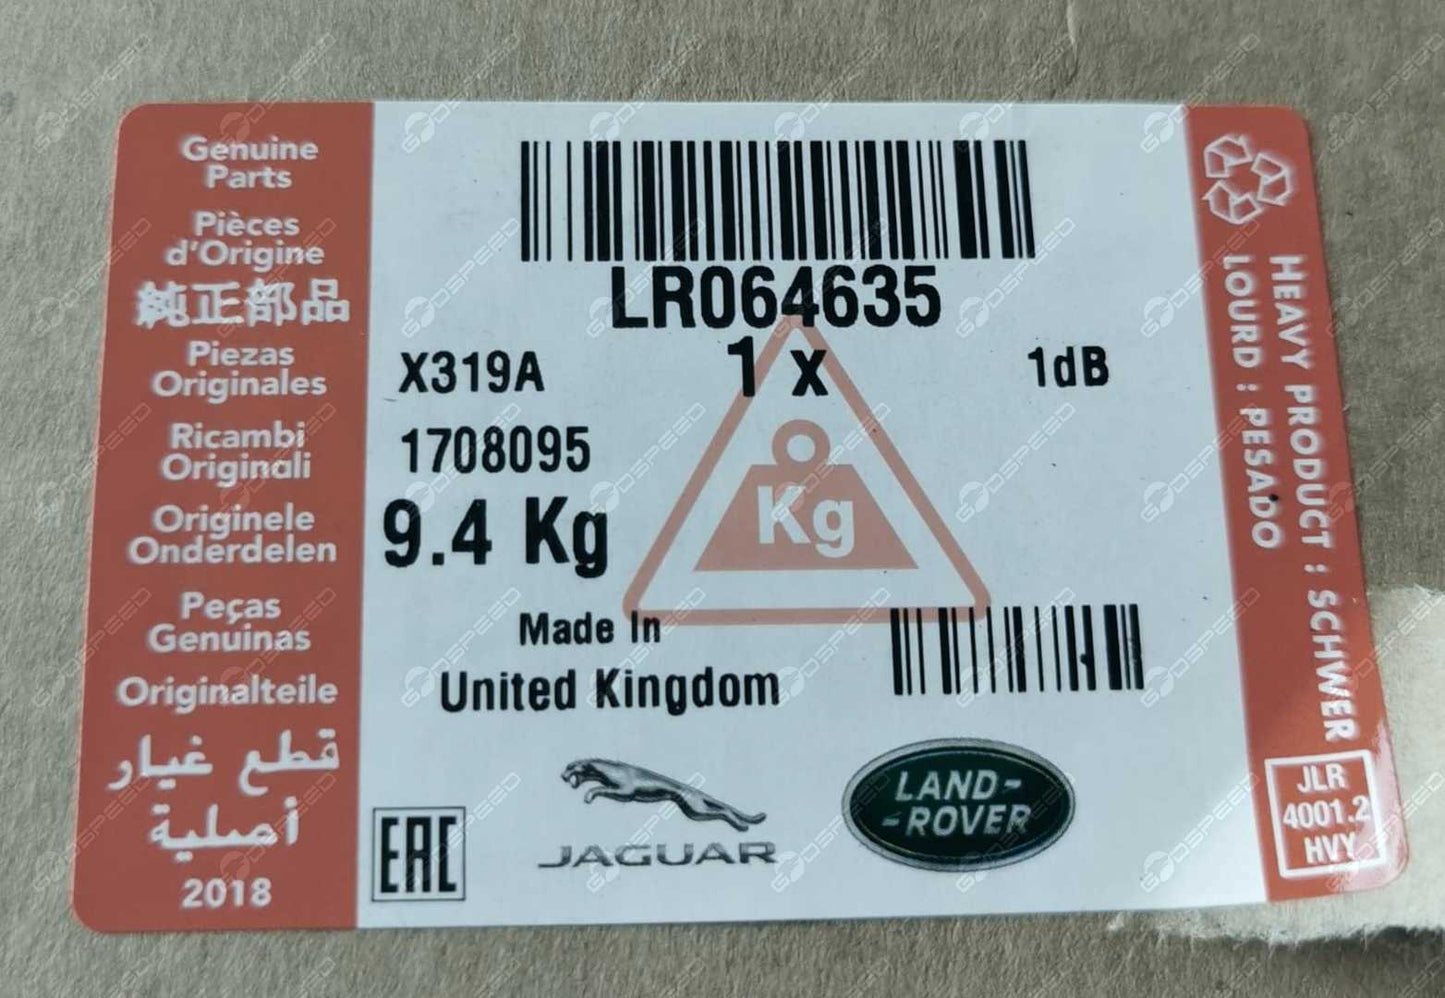 Genuine
Parts
Pièces
d'Origine
純正部品
Piezas
Originales
Ricambi
Originali
Originele
Onderdelen
Peças
Genuinas
Originalteile
قطع غيار
أصلية
2018
LR064635
X319A
1 x
1dB
1708095
9.4 Kg
Kg
Made In
United Kingdom
EAC
JAGUAR
LAND-
-ROVER
HEAVY PRODUCT : SCHWER
LOURD : PESADO
JLR
4001.2
HVY
GODSPEED